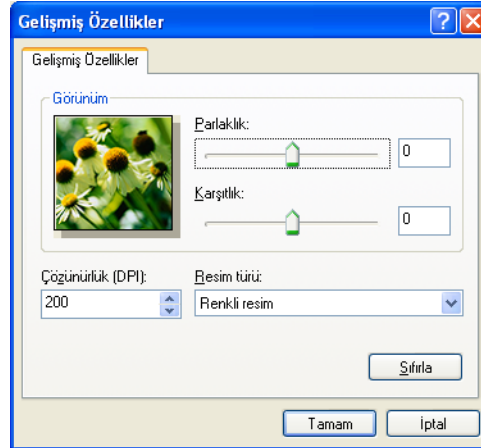 Gelişmiş Özellikler
Gelişmiş Özellikler
Görünüm
Parlaklık:
0
Karşıtlık:
0
Çözünürlük (DPI):
Resim türü:
200
Renkli resim
Sıfırla
Tamam
İptal